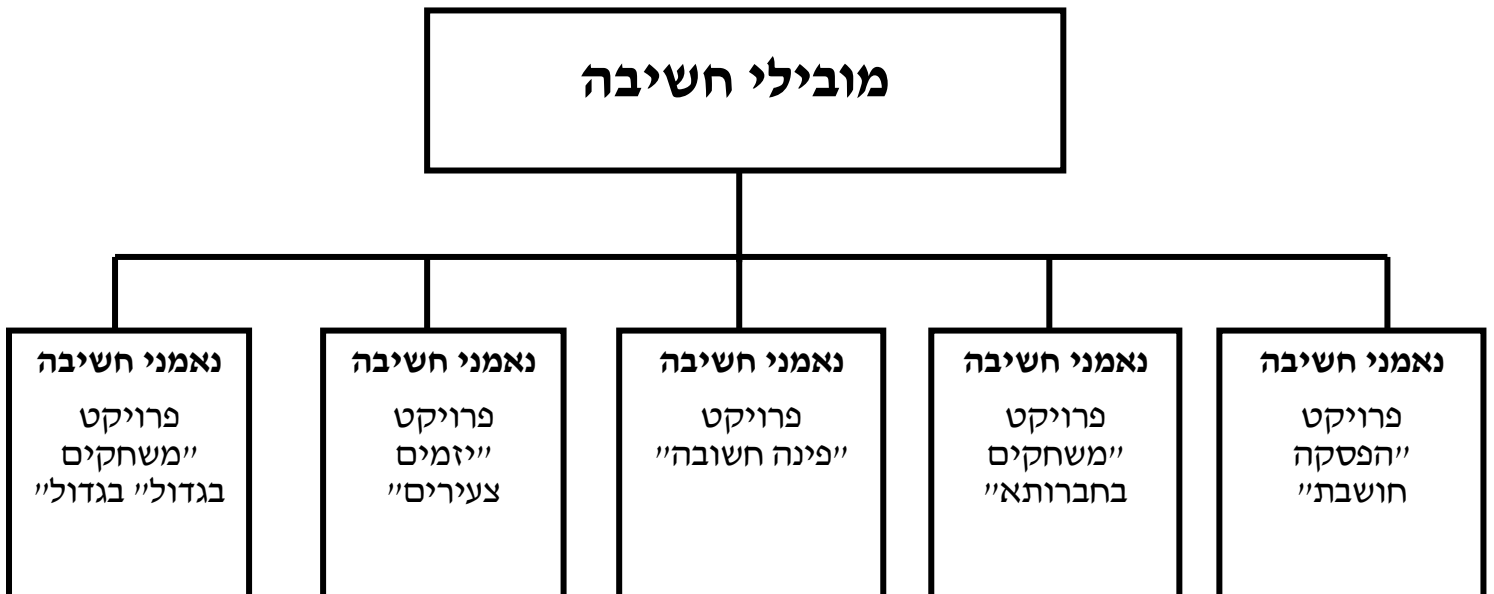 מובילי חשיבה
נאמני חשיבה
פרויקט
"הפסקה
חושבת"
נאמני חשיבה
פרויקט
"משחקים
בחברותא"
נאמני חשיבה
פרויקט
"פינה חשובה"
נאמני חשיבה
פרויקט
"יזמים
צעירים"
נאמני חשיבה
פרויקט
"משחקים
בגדול" בגדול"